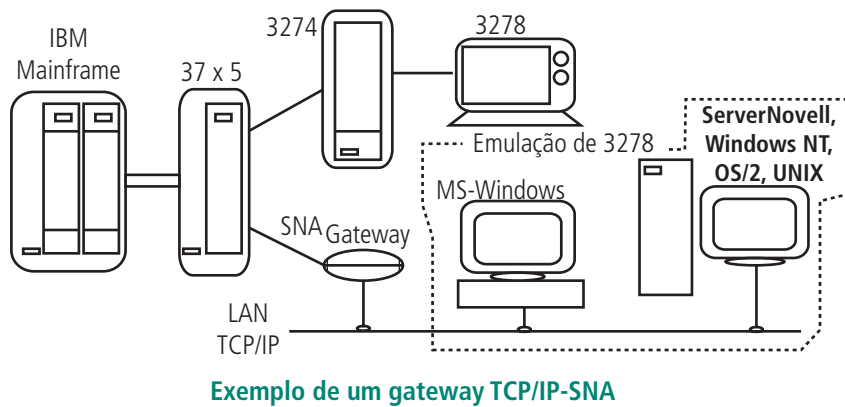 IBM
Mainframe
37 x 5
3274
3278
Emulação de 3278
ServerNovell,
Windows NT,
OS/2, UNIX
MS-Windows
SNA Gateway
LAN
TCP/IP
Exemplo de um gateway TCP/IP-SNA